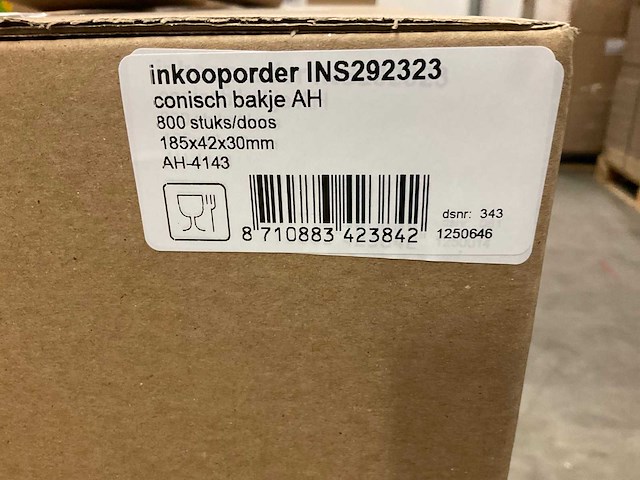 inkooporder INS292323
conisch bakje AH
800 stuks/doos
185x42x30mm
AH-4143
dsnr: 343
8 710883 423842
1250646